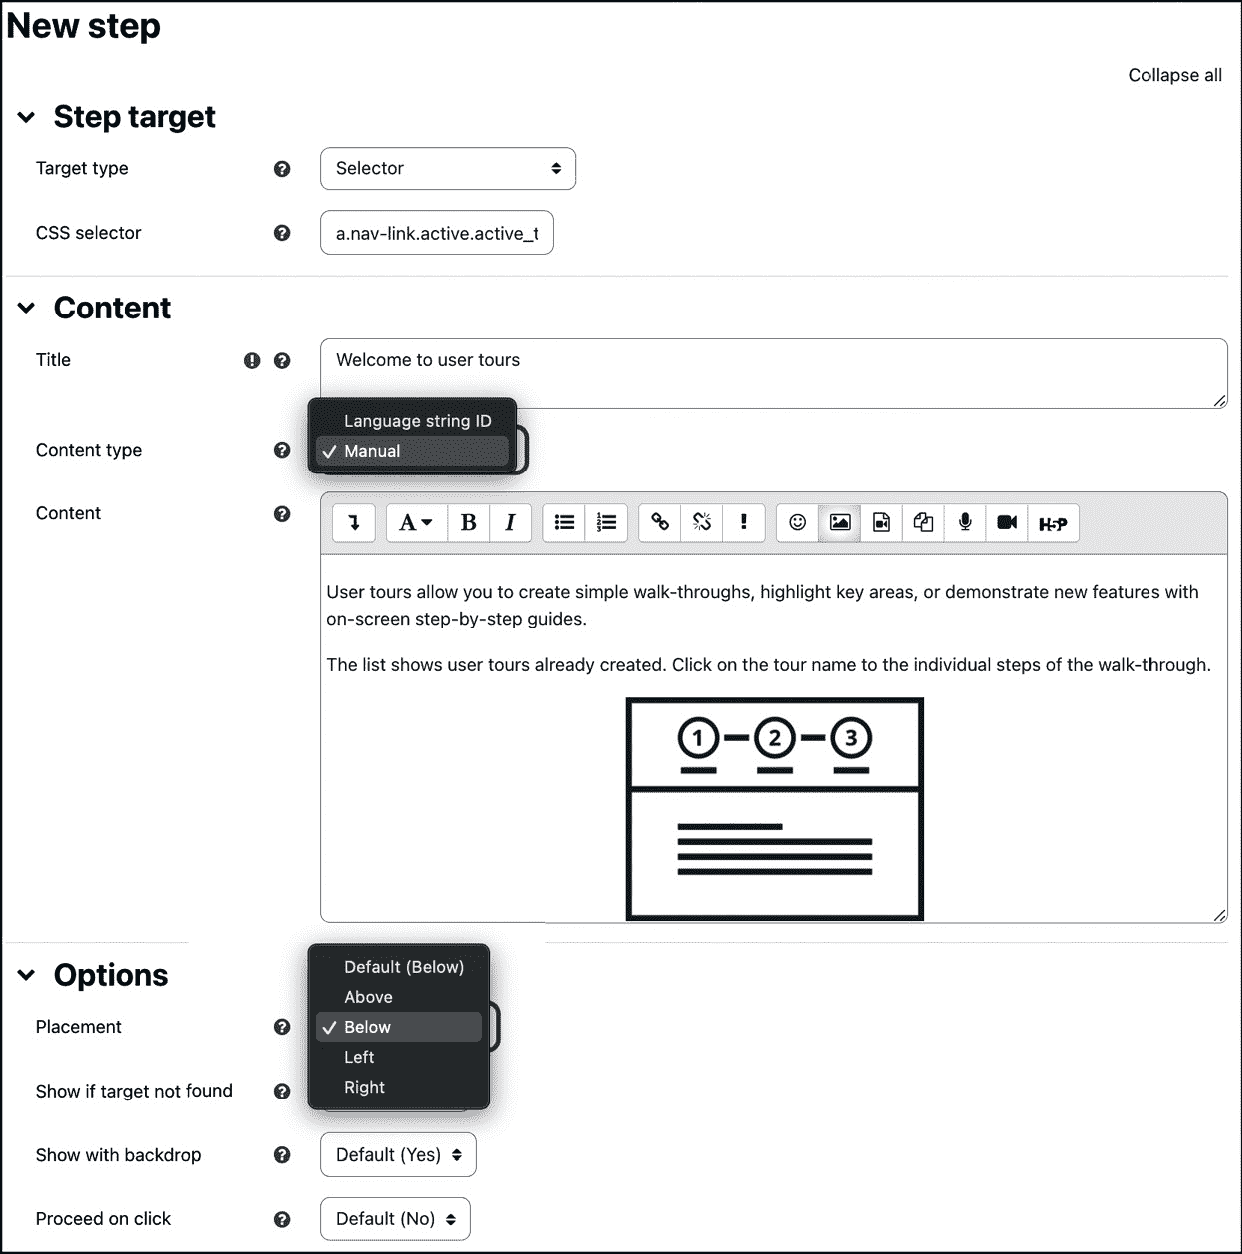 New step
Collapse all
Step target
Target type
Selector
CSS selector
a.nav-link.active.active_t
Content
Title
Welcome to user tours
Language string ID
Content type
✓ Manual
Content
A B I H5P
User tours allow you to create simple walk-throughs, highlight key areas, or demonstrate new features with
on-screen step-by-step guides.
The list shows user tours already created. Click on the tour name to the individual steps of the walk-through.
1 2 3
Options
Default (Below)
Above
Placement
✓ Below
Left
Right
Show if target not found
Show with backdrop
Default (Yes)
Proceed on click
Default (No)